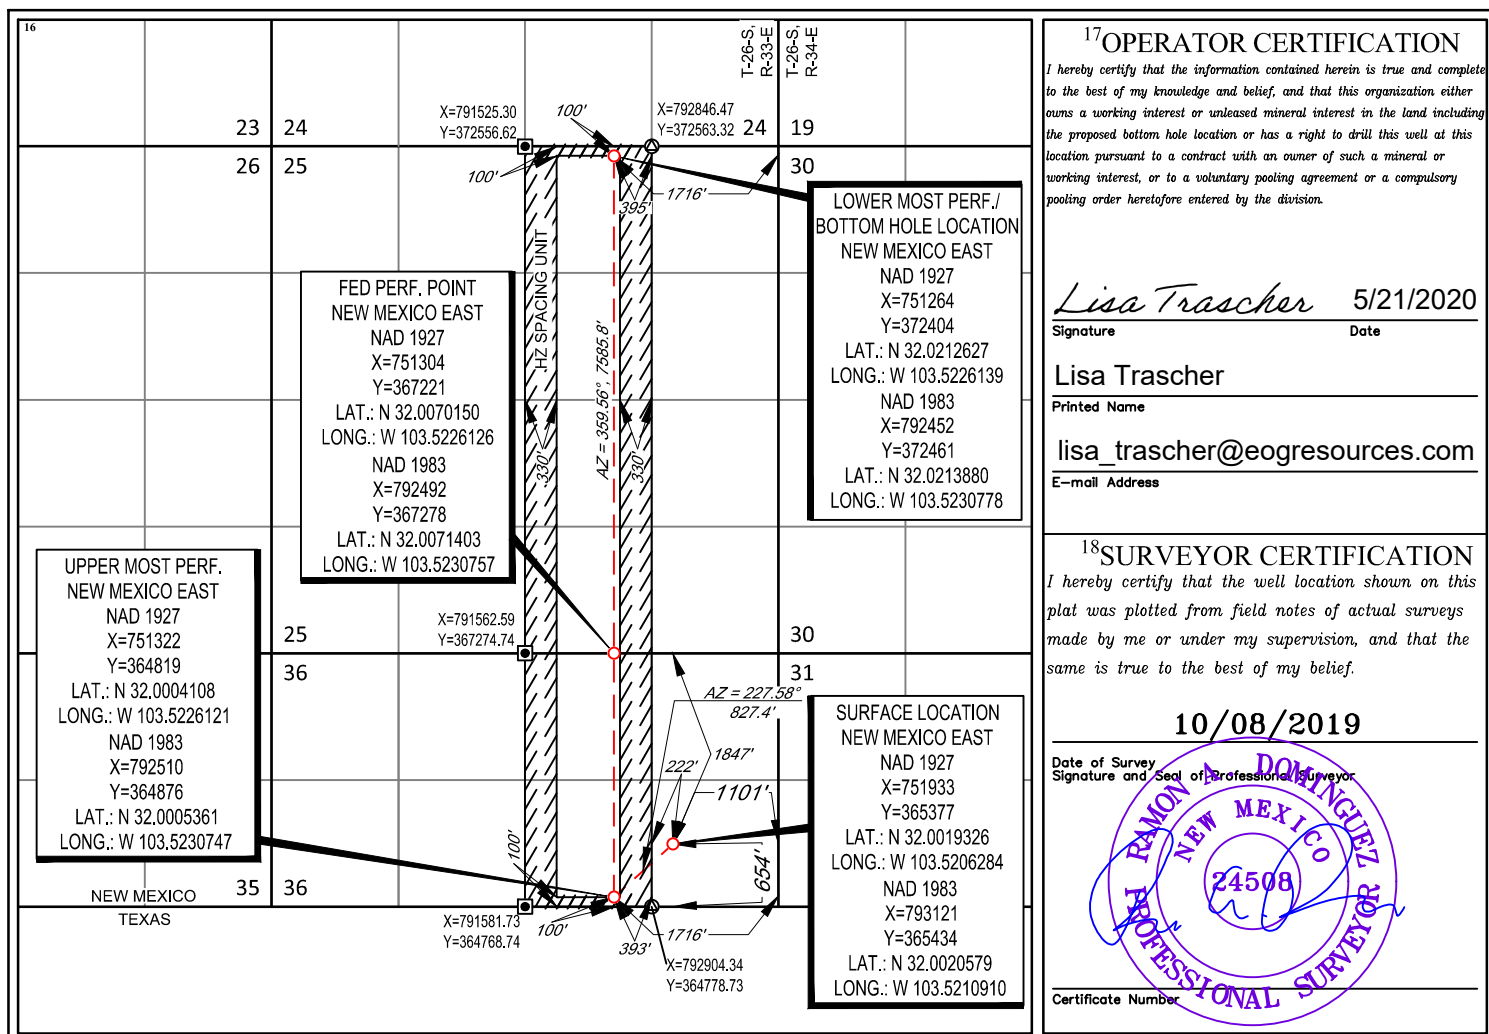 16
T-26-S,
R-33-E
T-26-S,
R-34-E
X=791525.30
Y=372556.62
100'
X=792846.47
Y=372563.32
23
24
24
19
26
25
30
100'
395'
1716'
LOWER MOST PERF./
BOTTOM HOLE LOCATION
NEW MEXICO EAST
NAD 1927
X=751264
Y=372404
LAT.: N 32.0212627
LONG.: W 103.5226139
NAD 1983
X=792452
Y=372461
LAT.: N 32.0213880
LONG.: W 103.5230778
HZ SPACING UNIT
FED PERF. POINT
NEW MEXICO EAST
NAD 1927
X=751304
Y=367221
LAT.: N 32.0070150
LONG.: W 103.5226126
NAD 1983
X=792492
Y=367278
LAT.: N 32.0071403
LONG.: W 103.5230757
AZ = 359.56°, 7585.8'
330'
330'
UPPER MOST PERF.
NEW MEXICO EAST
NAD 1927
X=751322
Y=364819
LAT.: N 32.0004108
LONG.: W 103.5226121
NAD 1983
X=792510
Y=364876
LAT.: N 32.0005361
LONG.: W 103.5230747
X=791562.59
Y=367274.74
25
30
36
31
AZ = 227.58°
827.4'
1847'
222'
1101'
654'
SURFACE LOCATION
NEW MEXICO EAST
NAD 1927
X=751933
Y=365377
LAT.: N 32.0019326
LONG.: W 103.5206284
NAD 1983
X=793121
Y=365434
LAT.: N 32.0020579
LONG.: W 103.5210910
100'
NEW MEXICO
TEXAS
35
36
X=791581.73
Y=364768.74
100'
393'
1716'
X=792904.34
Y=364778.73
17 OPERATOR CERTIFICATION
I hereby certify that the information contained herein is true and complete
to the best of my knowledge and belief, and that this organization either
owns a working interest or unleased mineral interest in the land including
the proposed bottom hole location or has a right to drill this well at this
location pursuant to a contract with an owner of such a mineral or
working interest, or to a voluntary pooling agreement or a compulsory
pooling order heretofore entered by the division.
Lisa Trascher 5/21/2020
Signature Date
Lisa Trascher
Printed Name
lisa_trascher@eogresources.com
E-mail Address
18 SURVEYOR CERTIFICATION
I hereby certify that the well location shown on this
plat was plotted from field notes of actual surveys
made by me or under my supervision, and that the
same is true to the best of my belief.
10/08/2019
Date of Survey
Signature and Seal of Professional Surveyor
RAMON A. DOMINGUEZ
NEW MEXICO
24508
PROFESSIONAL SURVEYOR
Certificate Number